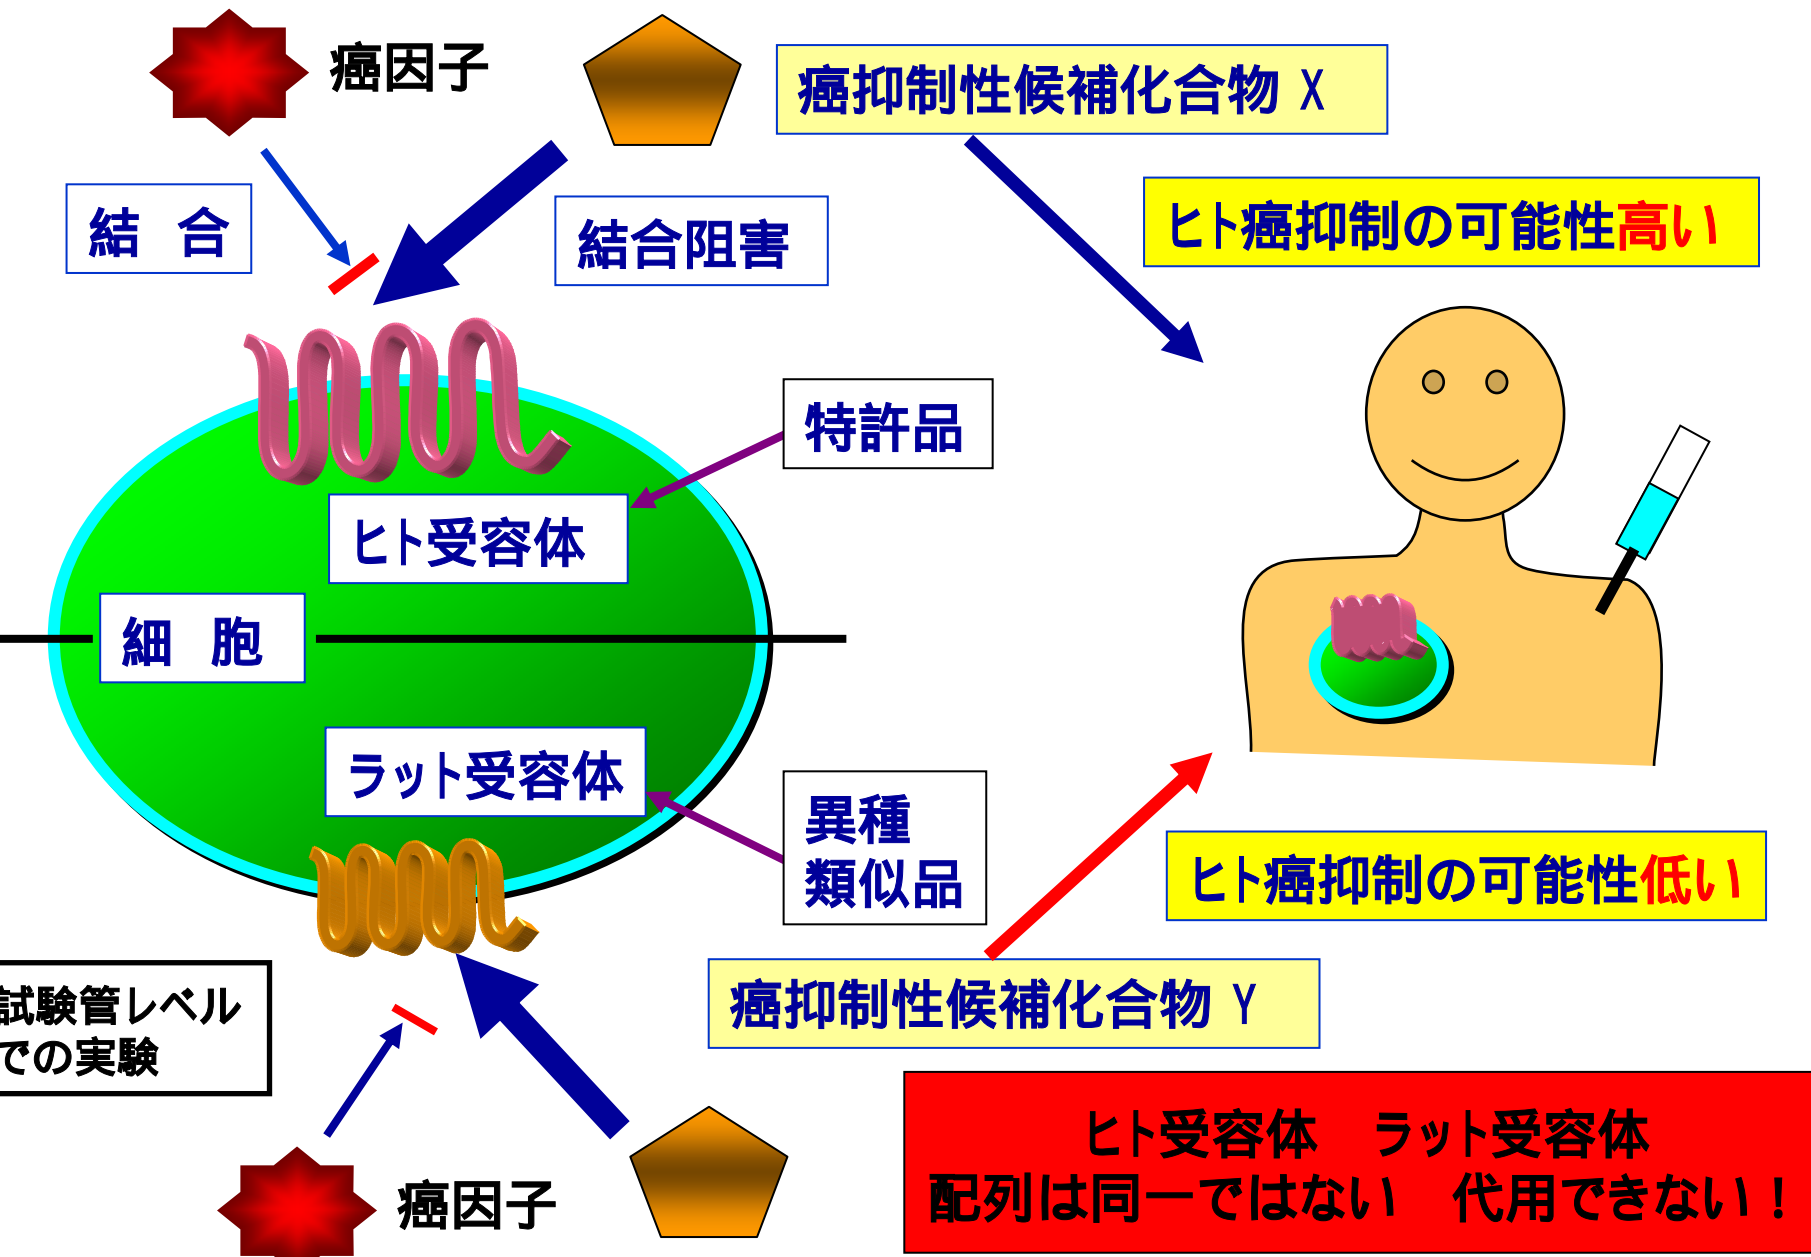 癌因子
癌抑制性候補化合物 X
結 合
結合阻害
ヒト癌抑制の可能性高い
特許品
ヒト受容体
細 胞
ラット受容体
異種
類似品
ヒト癌抑制の可能性低い
癌抑制性候補化合物 Y
試験管レベル
での実験
癌因子
ヒト受容体 ラット受容体
配列は同一ではない 代用できない！